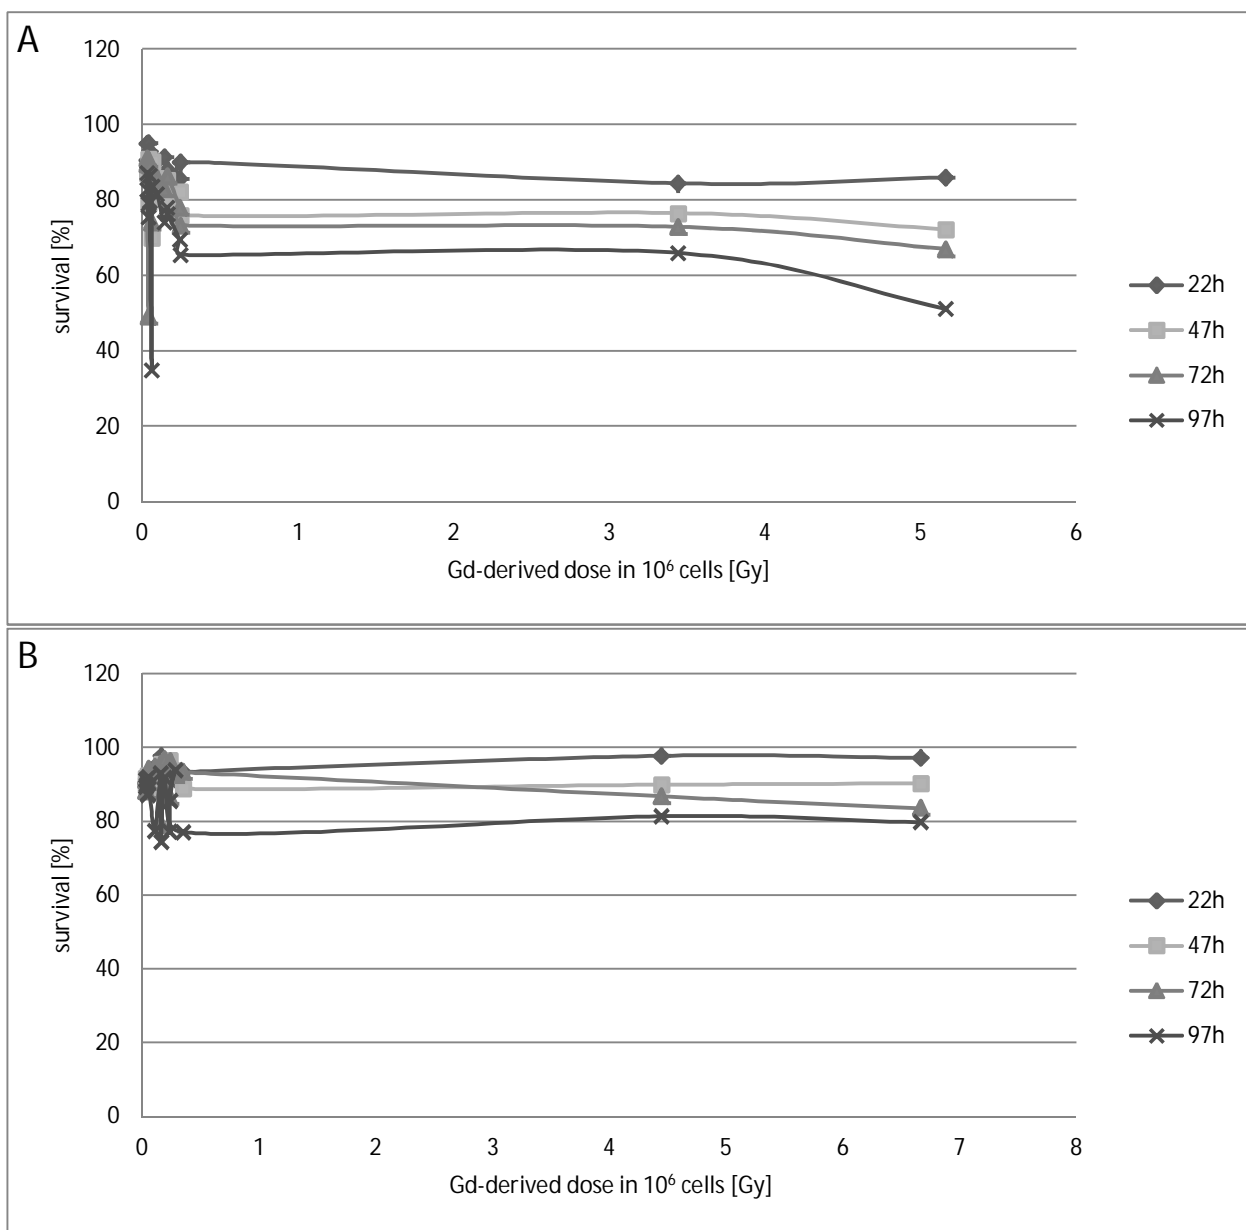 A
120
100
80
60
40
20
0
survival [%]
0 1 2 3 4 5 6
Gd-derived dose in 10⁶ cells [Gy]
22h
47h
72h
97h
B
120
100
80
60
40
20
0
survival [%]
0 1 2 3 4 5 6 7 8
Gd-derived dose in 10⁶ cells [Gy]
22h
47h
72h
97h